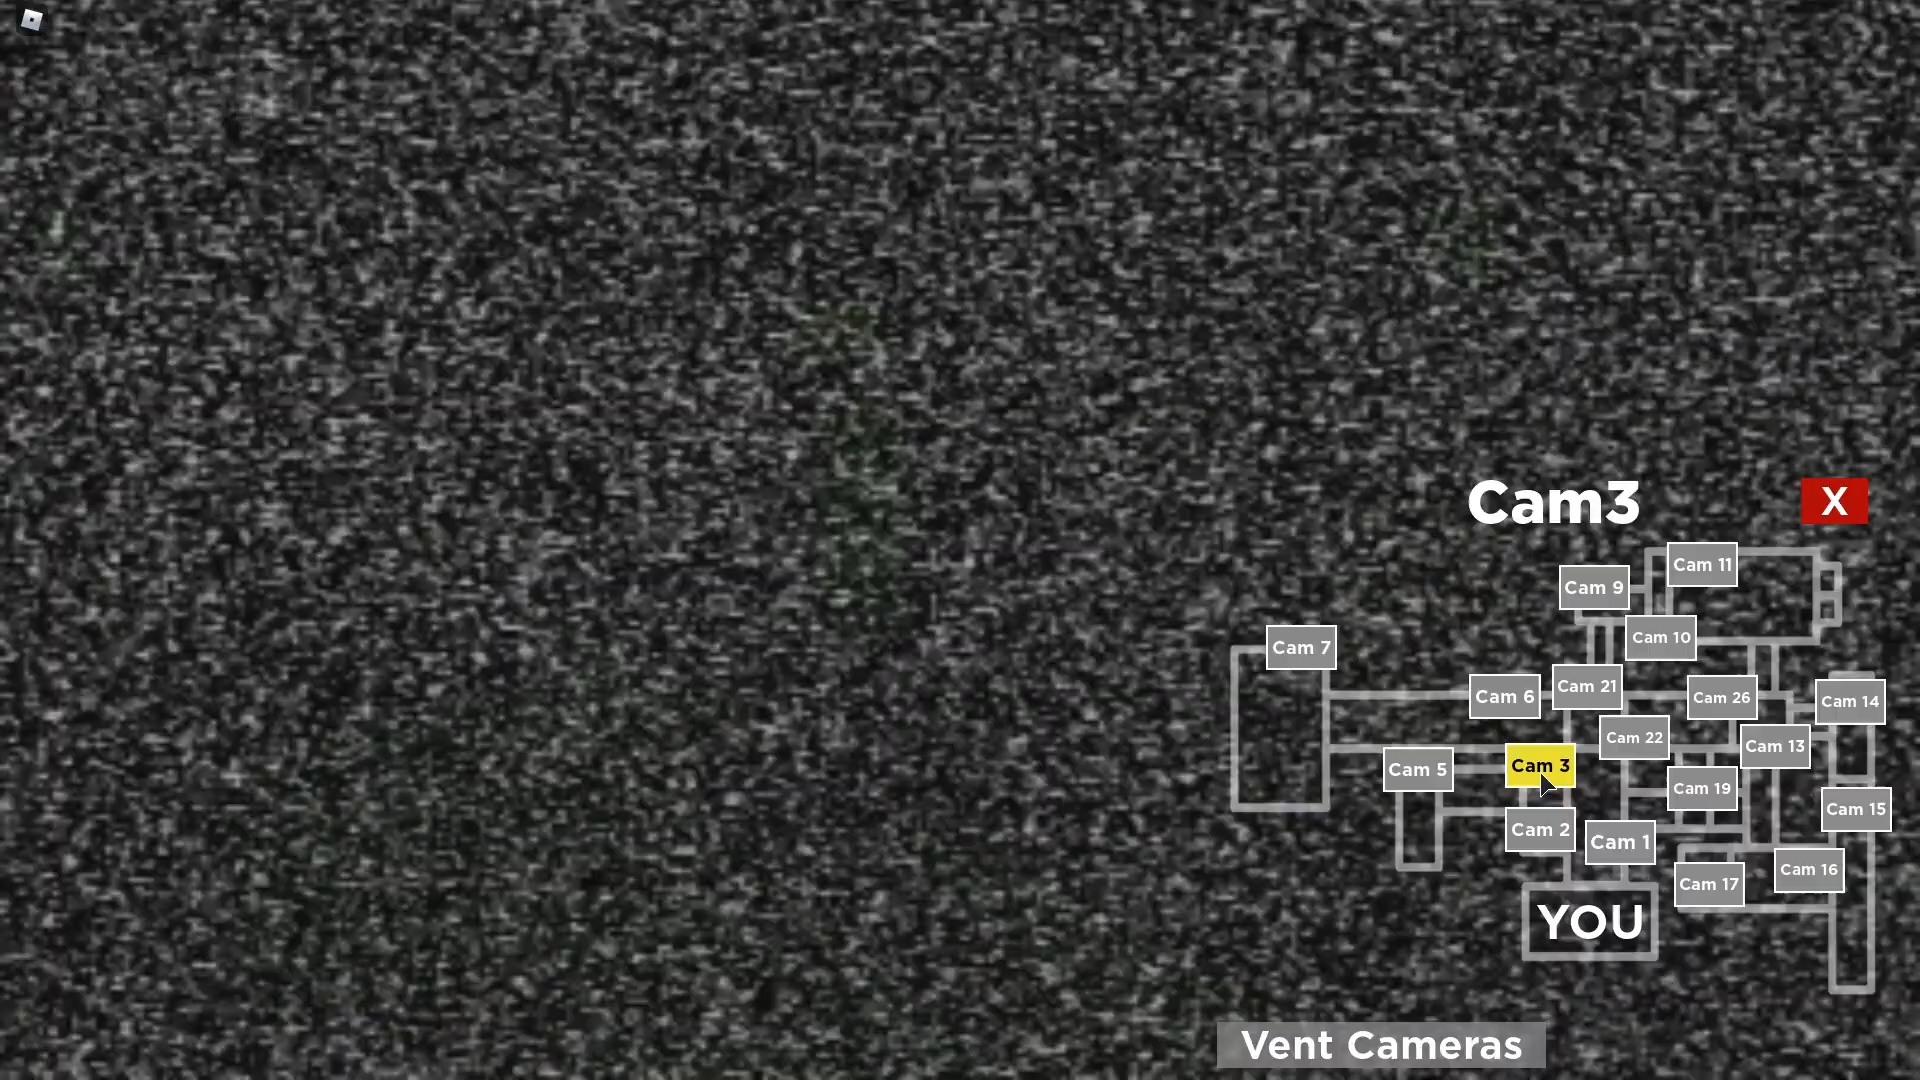 Cam3
X
Cam 11
Cam 9
Cam 10
Cam 7
Cam 21
Cam 6
Cam 26
Cam 14
Cam 22
Cam 13
Cam 3
Cam 5
Cam 19
Cam 15
Cam 2
Cam 1
Cam 16
Cam 17
YOU
Vent Cameras